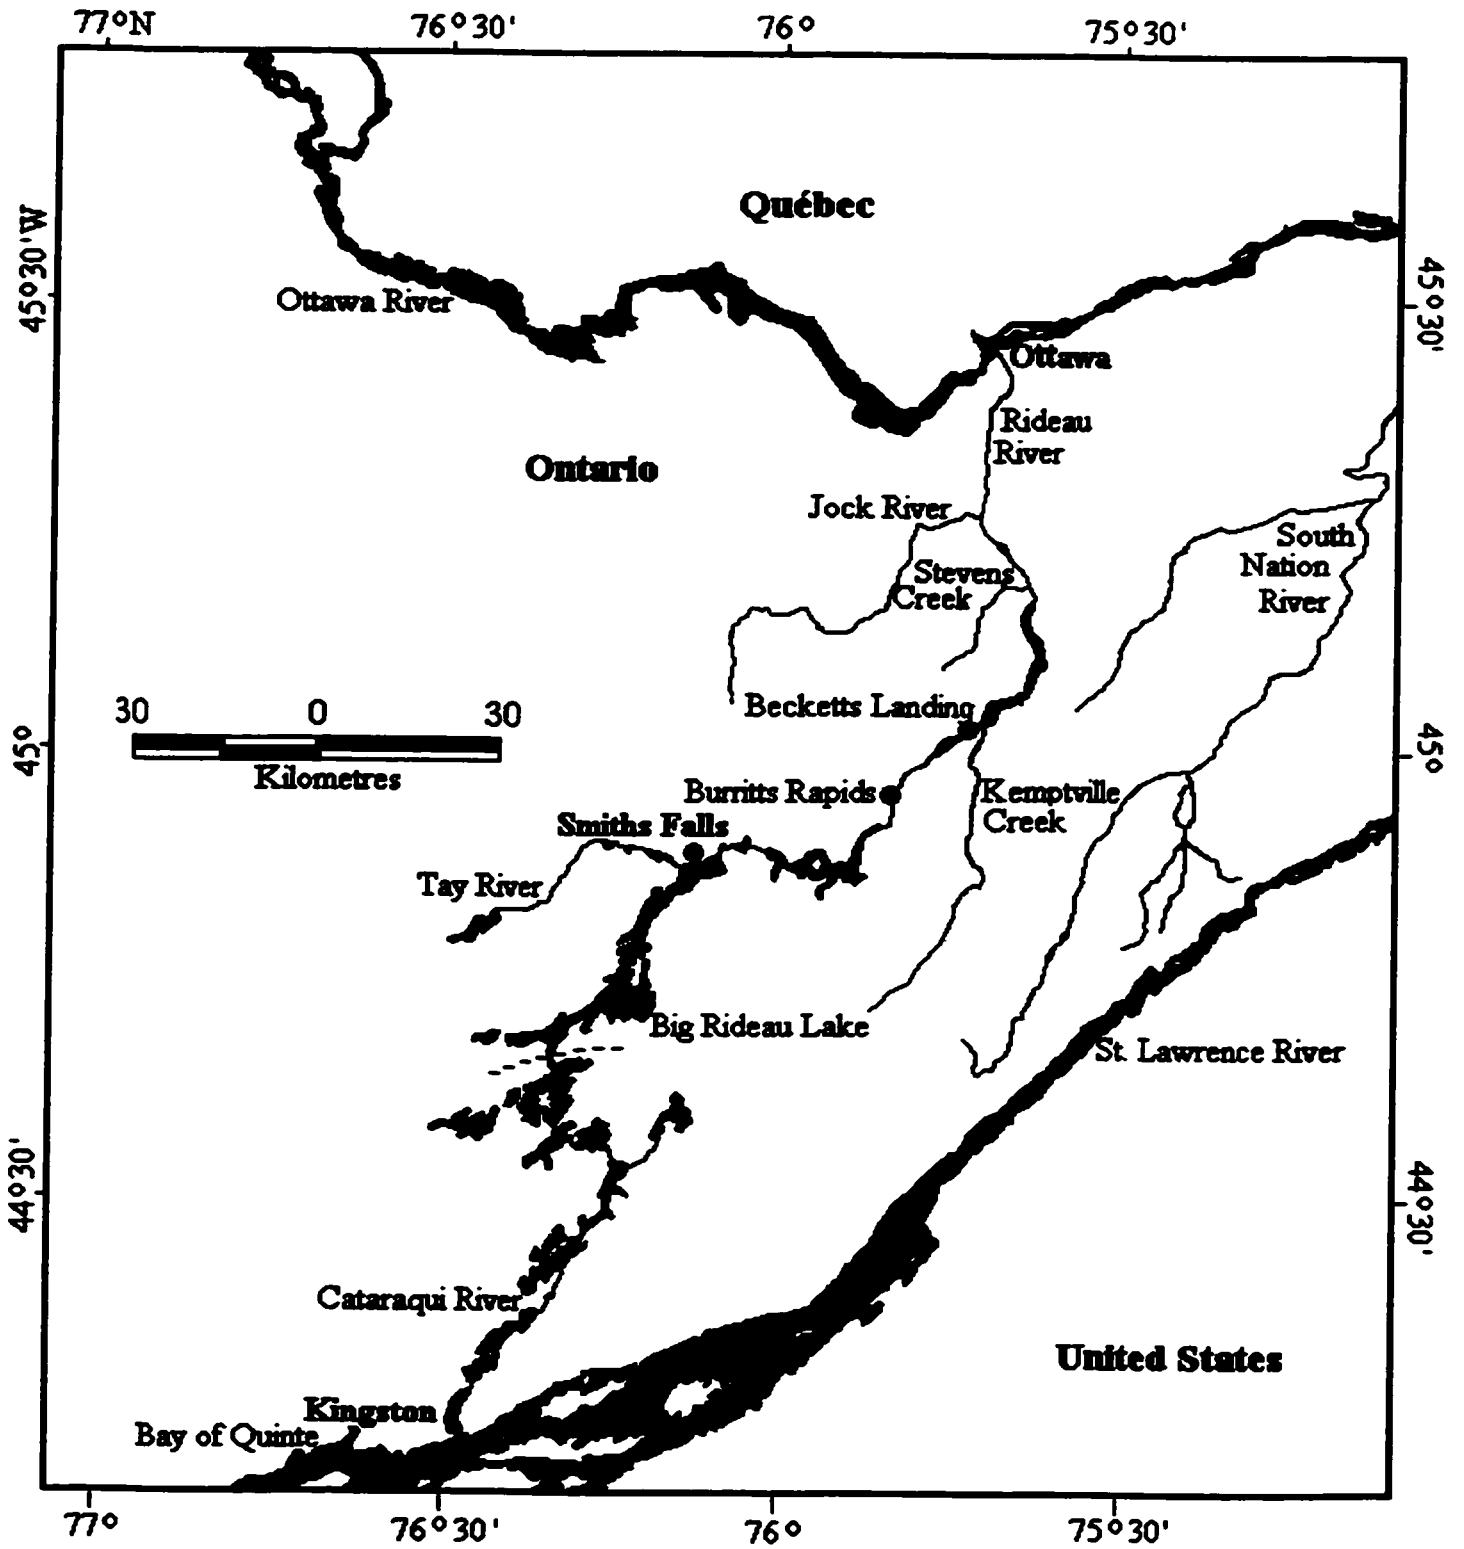 77°N 76°30' 76° 75°30'
Québec
45°30'W
45°30'
Ottawa River
Ottawa
Rideau
River
Ontario
Jock River
South
Nation
River
Stevens
Creek
Becketts Landing
30 0 30
Kilometres
45°
45°
Burritts Rapids
Kemptville
Creek
Smiths Falls
Tay River
Big Rideau Lake
St. Lawrence River
44°30'
44°30'
Cataraqui River
United States
Kingston
Bay of Quinte
77° 76°30' 76° 75°30'